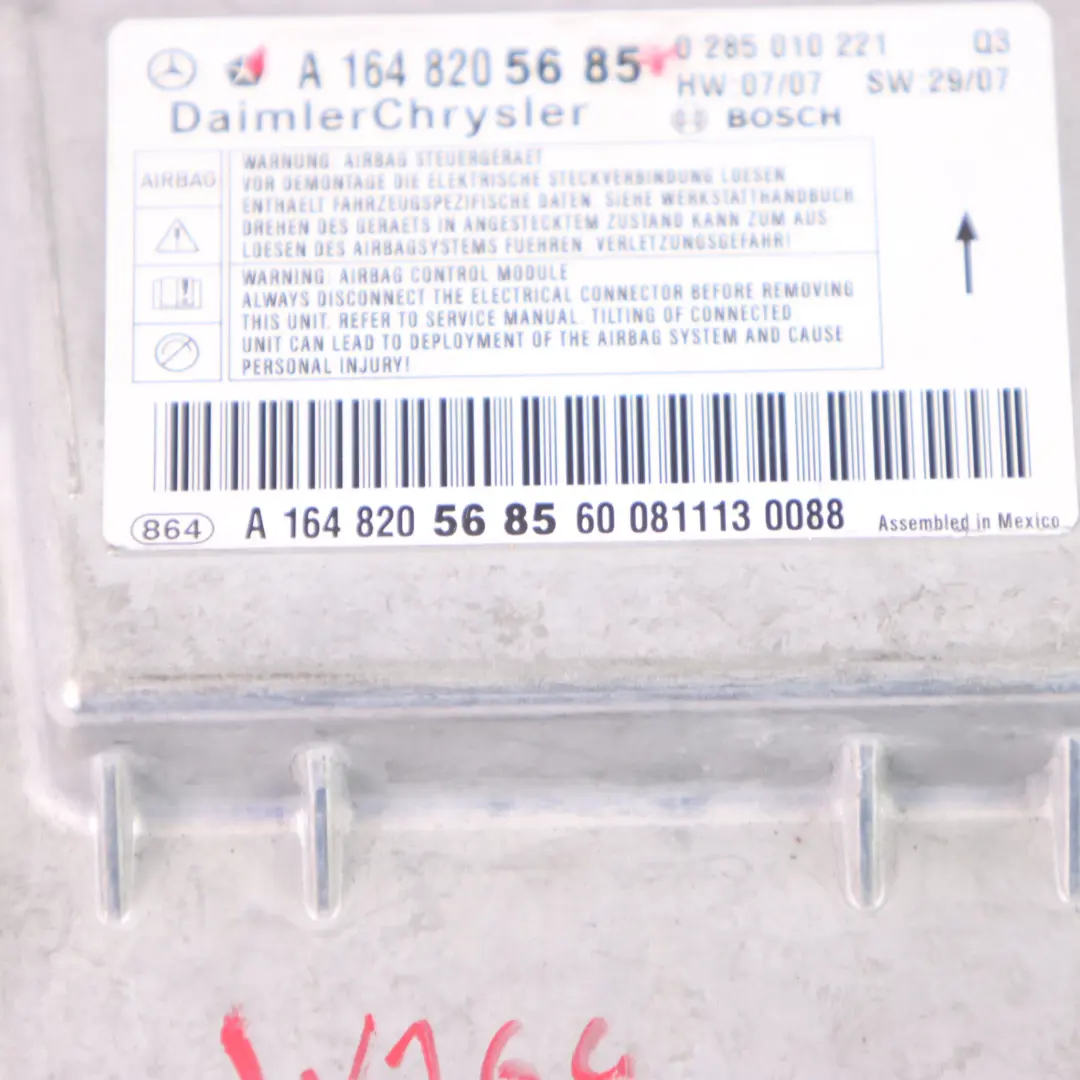 A 164 820 56 85
0 285 010 221 Q3
HW 07/07 SW 29/07
DaimlerChrysler
BOSCH
AIRBAG
WARNUNG: AIRBAG STEUERGERAET
VOR DEMONTAGE DIE ELEKTRISCHE STECKVERBINDUNG LOESEN
ENTHAELT FAHRZEUGSPEZIFISCHE DATEN. SIEHE WERKSTATTHANDBUCH
DREHEN DES GERAETS IN ANGESTECKTEM ZUSTAND KANN ZUM AUS
LOESEN DES AIRBAGSYSTEMS FUEHREN. VERLETZUNGSGEFAHR!
WARNING: AIRBAG CONTROL MODULE
ALWAYS DISCONNECT THE ELECTRICAL CONNECTOR BEFORE REMOVING
THIS UNIT. REFER TO SERVICE MANUAL. TILTING OF CONNECTED
UNIT CAN LEAD TO DEPLOYMENT OF THE AIRBAG SYSTEM AND CAUSE
PERSONAL INJURY!
864 A 164 820 56 85 60 081113 0088 Assembled in Mexico